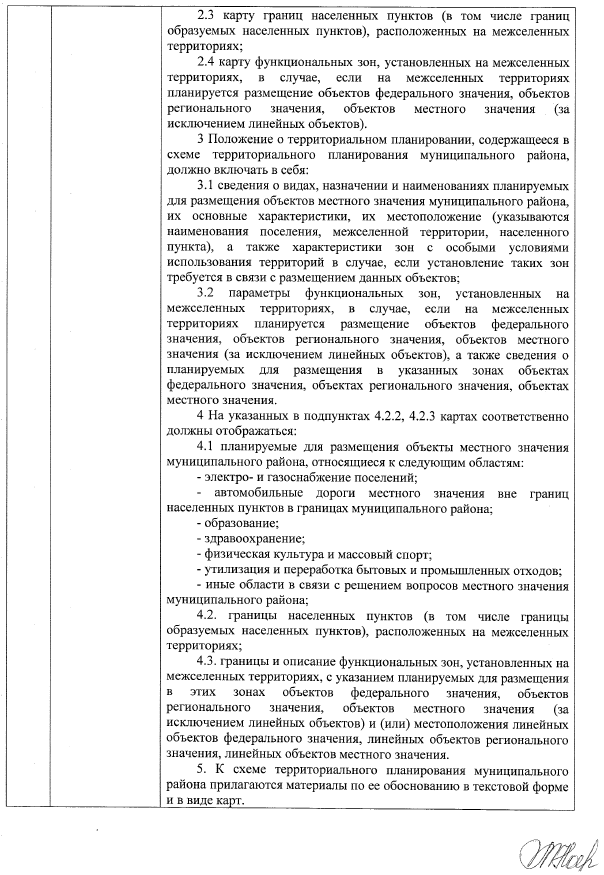 2.3 карту границ населенных пунктов (в том числе границ
образуемых населенных пунктов), расположенных на межселенных
территориях;
2.4 карту функциональных зон, установленных на межселенных
территориях, в случае, если на межселенных территориях
планируется размещение объектов федерального значения, объектов
регионального значения, объектов местного значения (за
исключением линейных объектов).
3 Положение о территориальном планировании, содержащееся в
схеме территориального планирования муниципального района,
должно включать в себя:
3.1 сведения о видах, назначении и наименованиях планируемых
для размещения объектов местного значения муниципального района,
их основные характеристики, их местоположение (указываются
наименования поселения, межселенной территории, населенного
пункта), а также характеристики зон с особыми условиями
использования территорий в случае, если установление таких зон
требуется в связи с размещением данных объектов;
3.2 параметры функциональных зон, установленных на
межселенных территориях, в случае, если на межселенных
территориях планируется размещение объектов федерального
значения, объектов регионального значения, объектов местного
значения (за исключением линейных объектов), а также сведения о
планируемых для размещения в указанных зонах объектах
федерального значения, объектах регионального значения, объектах
местного значения.
4 На указанных в подпунктах 4.2.2, 4.2.3 картах соответственно
должны отображаться:
4.1 планируемые для размещения объекты местного значения
муниципального района, относящиеся к следующим областям:
- электро- и газоснабжение поселений;
- автомобильные дороги местного значения вне границ
населенных пунктов в границах муниципального района;
- образование;
- здравоохранение;
- физическая культура и массовый спорт;
- утилизация и переработка бытовых и промышленных отходов;
- иные области в связи с решением вопросов местного значения
муниципального района;
4.2. границы населенных пунктов (в том числе границы
образуемых населенных пунктов), расположенных на межселенных
территориях;
4.3. границы и описание функциональных зон, установленных на
межселенных территориях, с указанием планируемых для размещения
в этих зонах объектов федерального значения, объектов
регионального значения, объектов местного значения (за
исключением линейных объектов) и (или) местоположения линейных
объектов федерального значения, линейных объектов регионального
значения, линейных объектов местного значения.
5. К схеме территориального планирования муниципального
района прилагаются материалы по ее обоснованию в текстовой форме
и в виде карт.